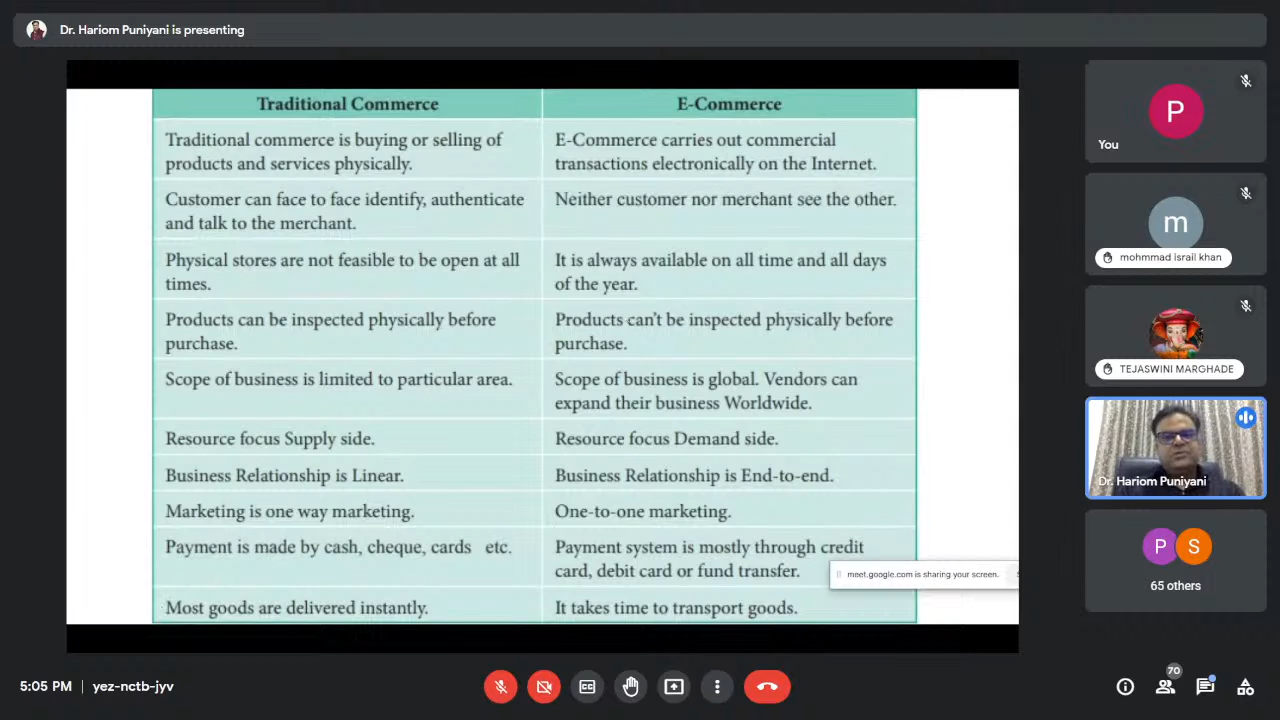 Dr. Hariom Puniyani is presenting
Traditional Commerce
E-Commerce
Traditional commerce is buying or selling of
products and services physically.
E-Commerce carries out commercial
transactions electronically on the Internet.
Customer can face to face identify, authenticate
and talk to the merchant.
Neither customer nor merchant see the other.
Physical stores are not feasible to be open at all
times.
It is always available on all time and all days
of the year.
Products can be inspected physically before
purchase.
Products can't be inspected physically before
purchase.
Scope of business is limited to particular area.
Scope of business is global. Vendors can
expand their business Worldwide.
Resource focus Supply side.
Resource focus Demand side.
Business Relationship is Linear.
Business Relationship is End-to-end.
Marketing is one way marketing.
One-to-one marketing.
Payment is made by cash, cheque, cards etc.
Payment system is mostly through credit
card, debit card or fund transfer.
Most goods are delivered instantly.
It takes time to transport goods.
meet.google.com is sharing your screen.
P
You
m
mohmmad israil khan
TEJASWINI MARGHADE
Dr. Hariom Puniyani
P S
65 others
5:05 PM | yez-nctb-jyv
CC
70